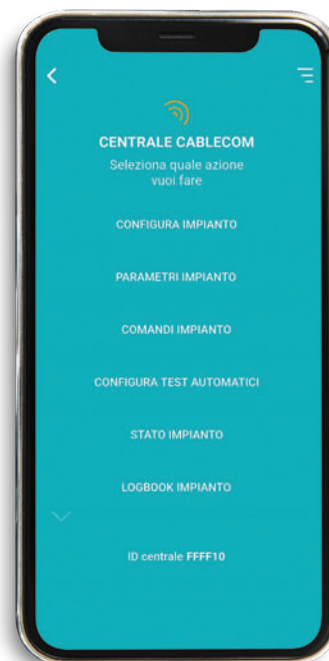 CENTRALE CABLECOM
Seleziona quale azione
vuoi fare
CONFIGURA IMPIANTO
PARAMETRI IMPIANTO
COMANDI IMPIANTO
CONFIGURA TEST AUTOMATICI
STATO IMPIANTO
LOGBOOK IMPIANTO
ID centrale FFFF10